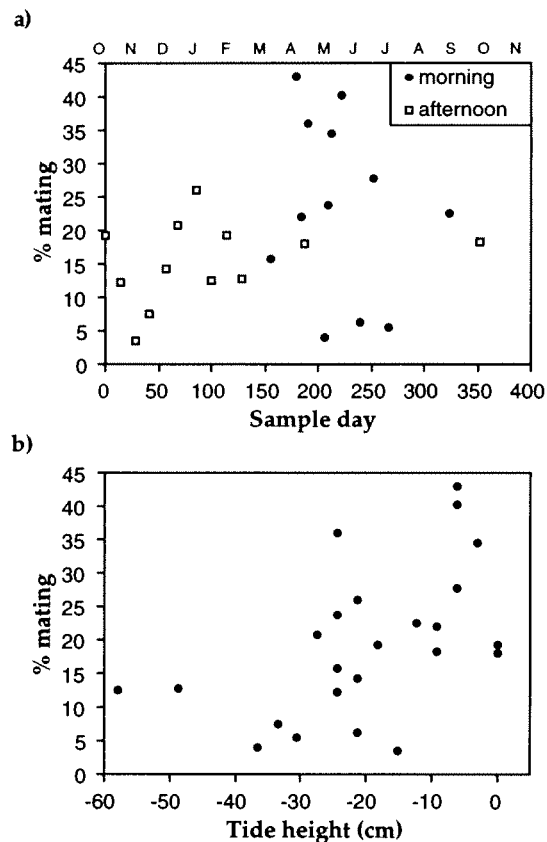 a)
O N D J F M A M J J A S O N
45
● morning
40
□ afternoon
35
30
25
20
15
10
5
0
% mating
0 50 100 150 200 250 300 350 400
Sample day
b)
45
40
35
30
25
20
15
10
5
0
% mating
-60 -50 -40 -30 -20 -10 0
Tide height (cm)